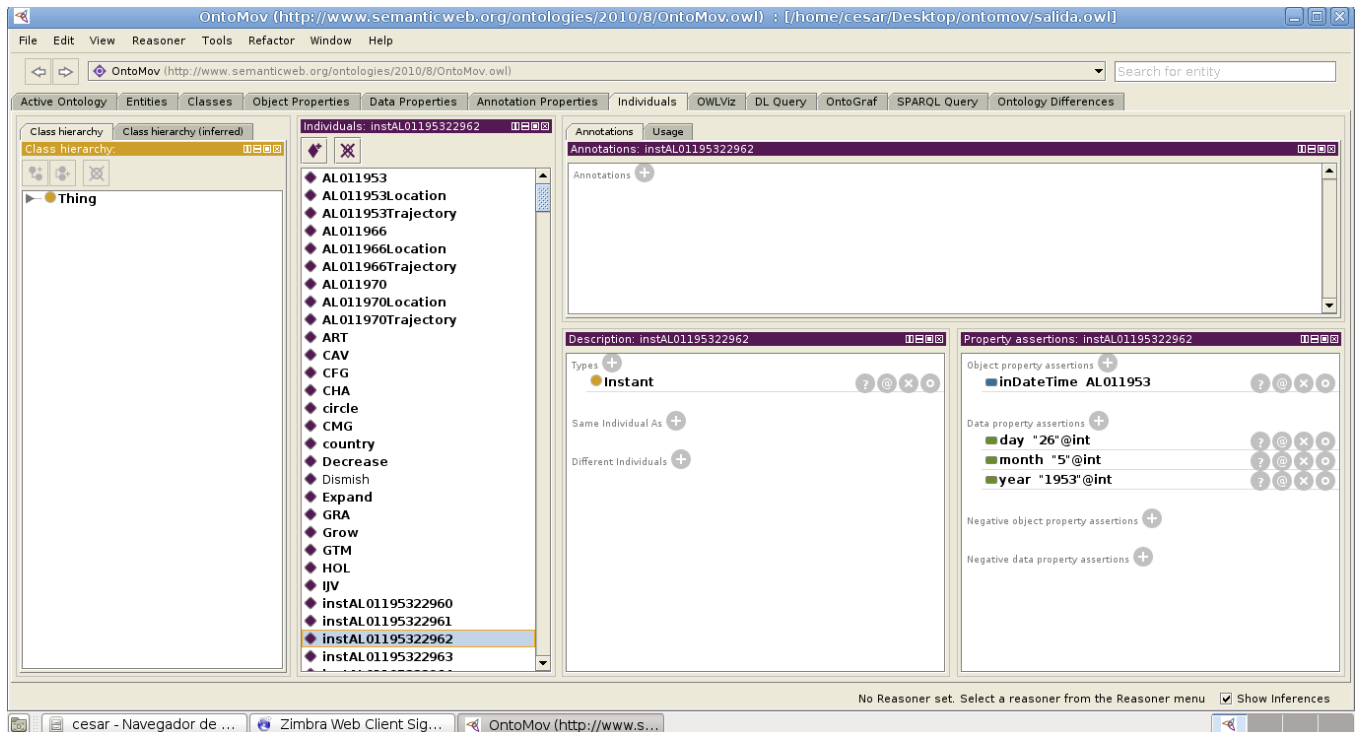 OntoMov (http://www.semanticweb.org/ontologies/2010/8/OntoMov.owl) : [/home/cesar/Desktop/ontomov/salida.owl]
File Edit View Reasoner Tools Refactor Window Help
OntoMov (http://www.semanticweb.org/ontologies/2010/8/OntoMov.owl)
Search for entity
Active Ontology Entities Classes Object Properties Data Properties Annotation Properties Individuals OWLViz DL Query OntoGraf SPARQL Query Ontology Differences
Class hierarchy Class hierarchy (inferred)
Class hierarchy:
Thing
Individuals: instAL01195322962
AL011953
AL011953Location
AL011953Trajectory
AL011966
AL011966Location
AL011966Trajectory
AL011970
AL011970Location
AL011970Trajectory
ART
CAV
CFG
CHA
circle
CMG
country
Decrease
Dismish
Expand
GRA
Grow
GTM
HOL
IJV
instAL01195322960
instAL01195322961
instAL01195322962
instAL01195322963
Annotations Usage
Annotations: instAL01195322962
Annotations
Description: instAL01195322962
Types
Instant
Same Individual As
Different Individuals
Property assertions: instAL01195322962
Object property assertions
inDateTime AL011953
Data property assertions
day "26"@int
month "5"@int
year "1953"@int
Negative object property assertions
Negative data property assertions
No Reasoner set. Select a reasoner from the Reasoner menu Show Inferences
cesar - Navegador de ... Zimbra Web Client Sig... OntoMov (http://www.s...